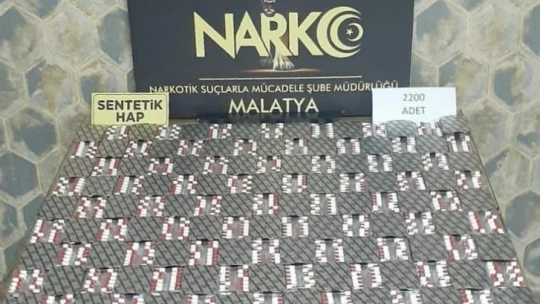 NARKO
NARKOTİK SUÇLARLA MÜCADELE ŞUBE MÜDÜRLÜĞÜ
MALATYA
SENTETİK
HAP
2200
ADET